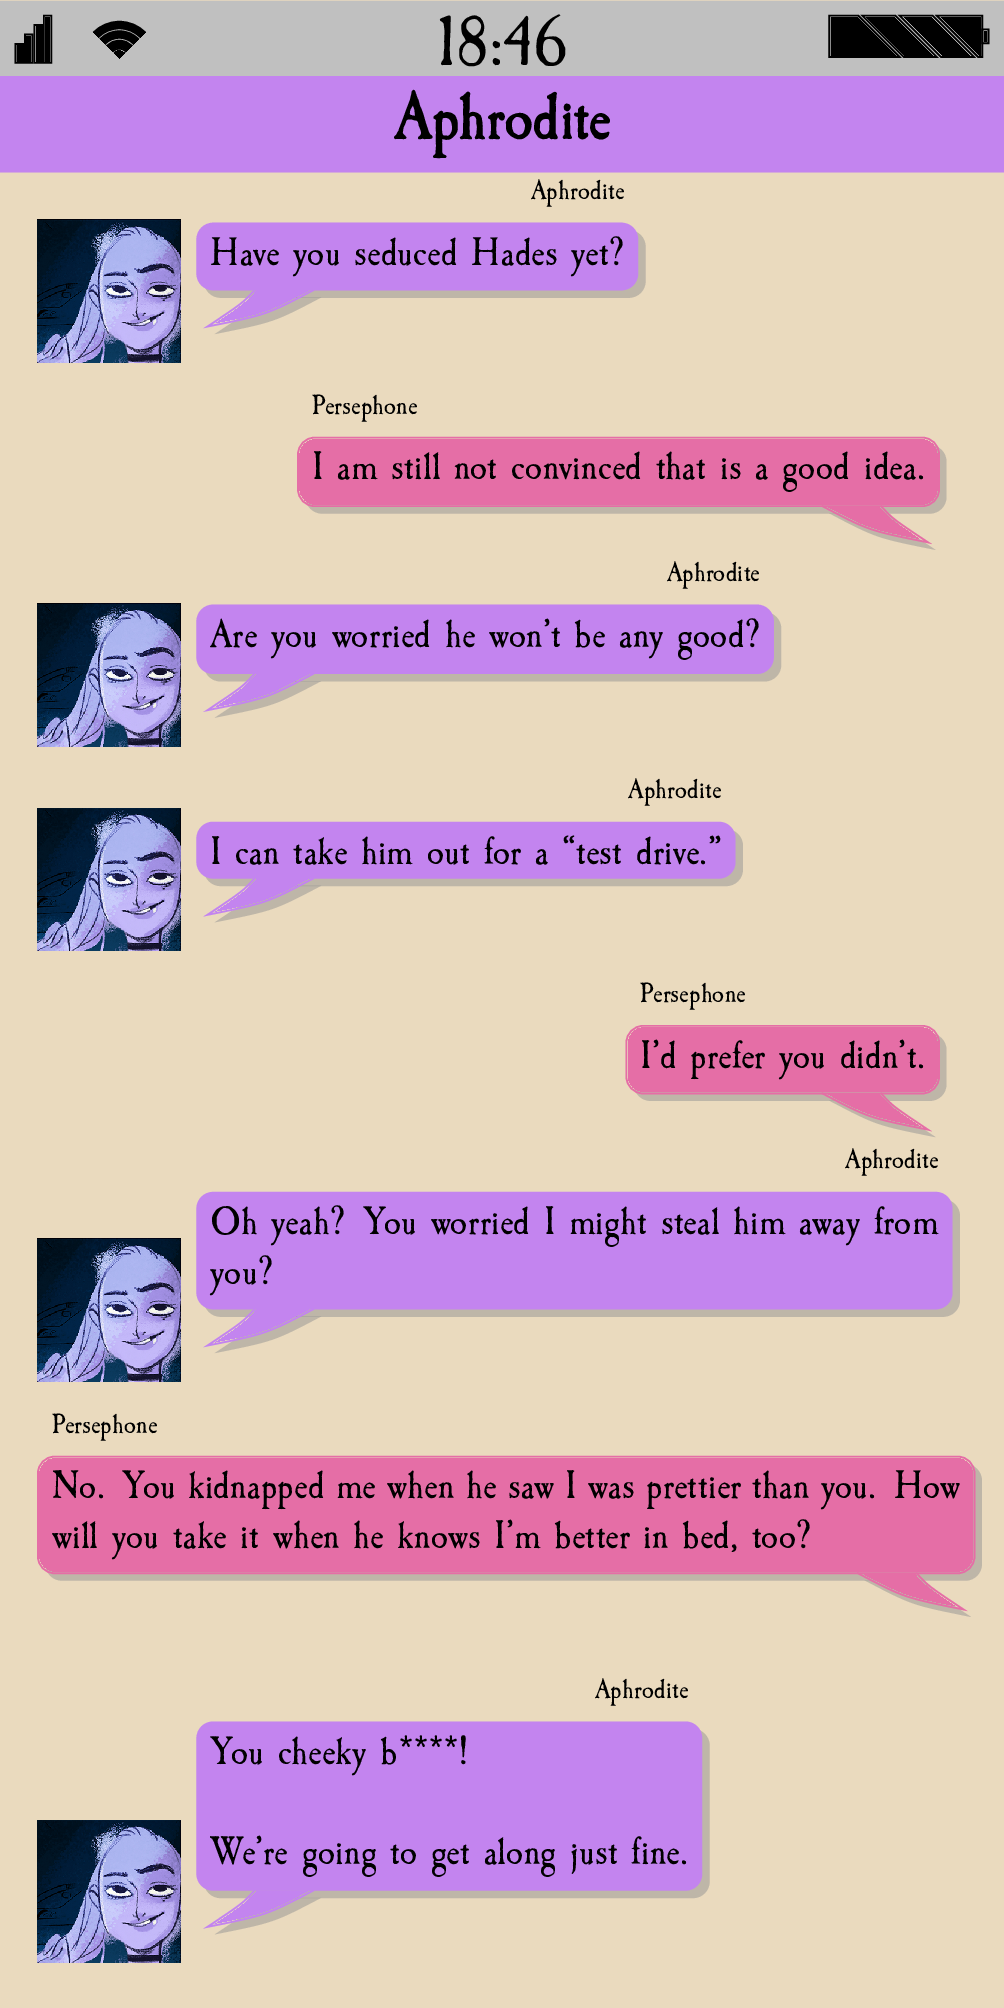 18:46
Aphrodite
Aphrodite
Have you seduced Hades yet?
Persephone
I am still not convinced that is a good idea.
Aphrodite
Are you worried he won't be any good?
Aphrodite
I can take him out for a “test drive.”
Persephone
I'd prefer you didn't.
Aphrodite
Oh yeah? You worried I might steal him away from
you?
Persephone
No. You kidnapped me when he saw I was prettier than you. How
will you take it when he knows I'm better in bed, too?
Aphrodite
You cheeky b****!
We're going to get along just fine.